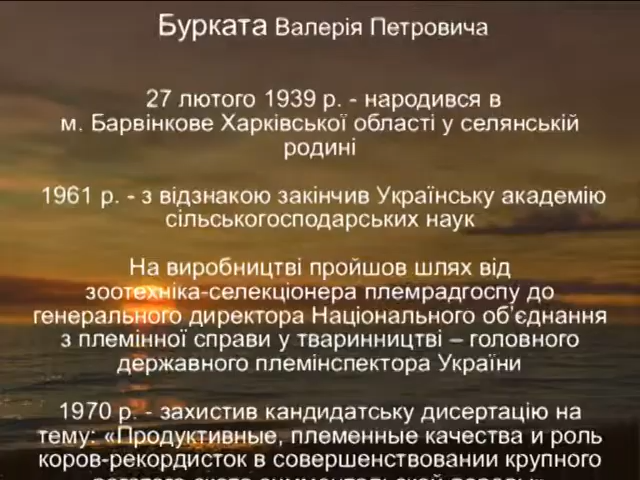 Бурката Валерія Петровича
27 лютого 1939 р. - народився в
м. Барвінкове Харківської області у селянській
родині
1961 р. - з відзнакою закінчив Українську академію
сільськогосподарських наук
На виробництві пройшов шлях від
зоотехніка-селекціонера племрадгоспу до
генерального директора Національного об'єднання
з племінної справи у тваринництві – головного
державного племінспектора України
1970 р. - захистив кандидатську дисертацію на
тему: «Продуктивные, племенные качества и роль
коров-рекордисток в совершенствовании крупного